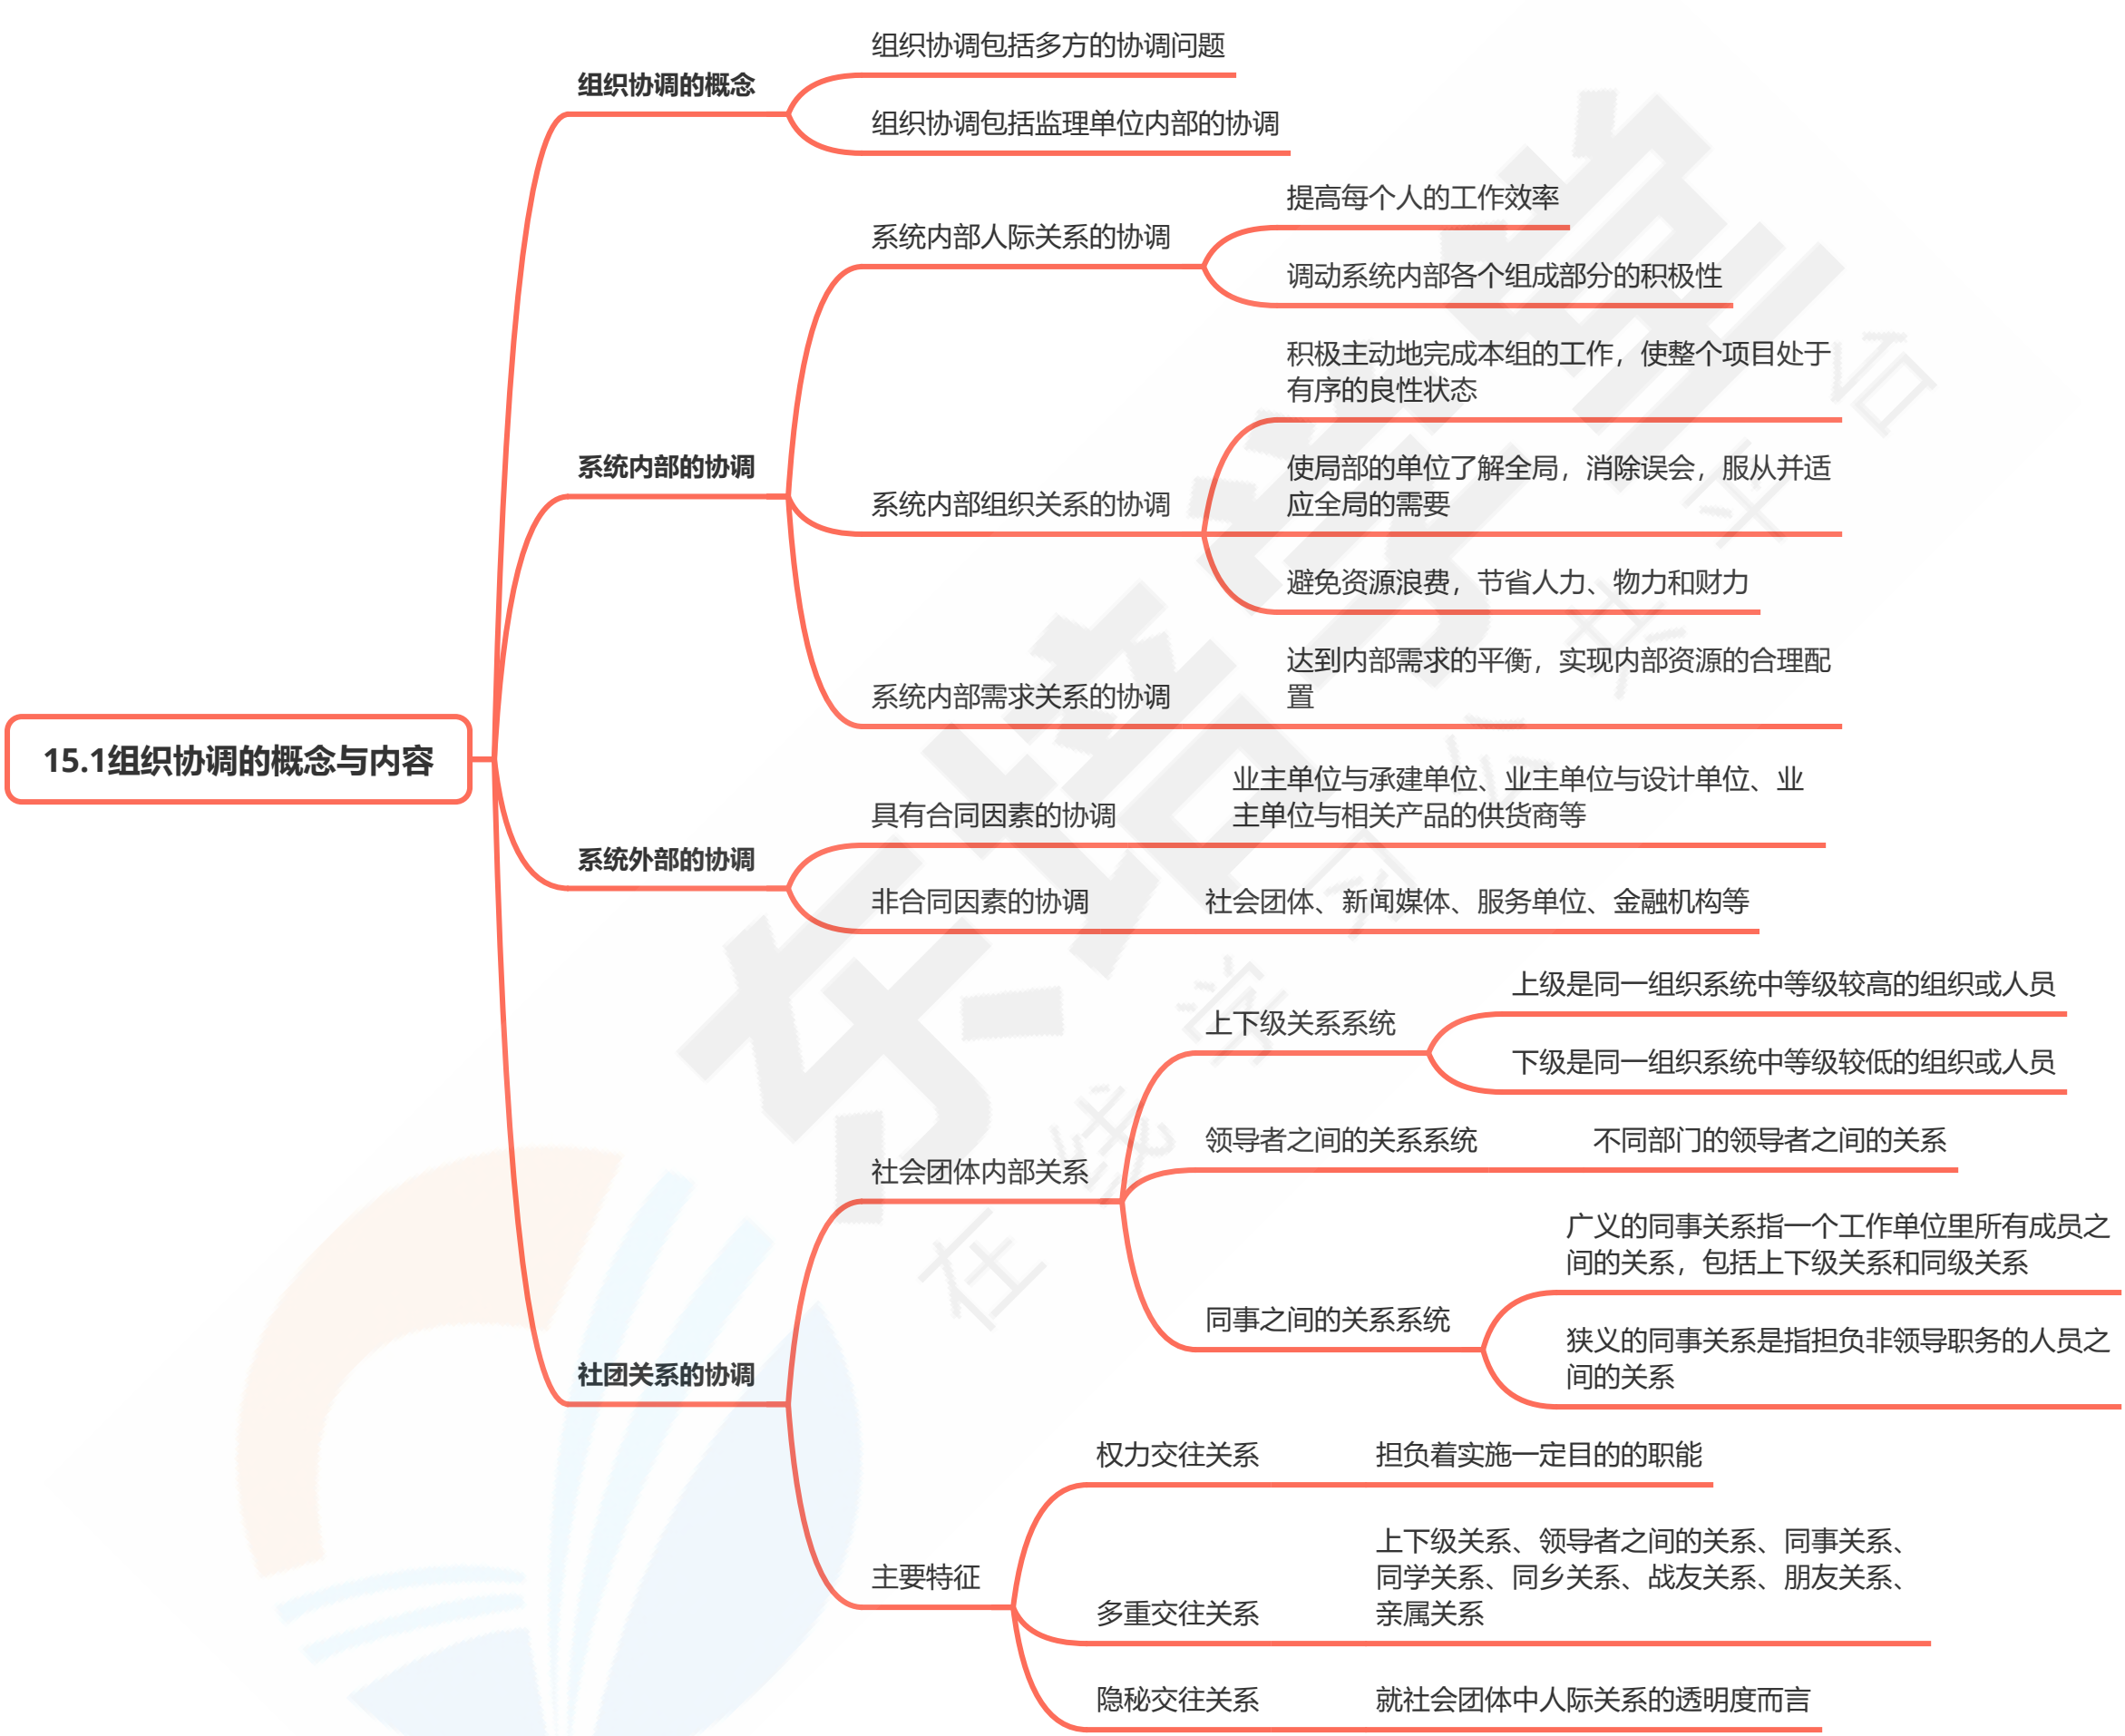 15.1组织协调的概念与内容
组织协调的概念
组织协调包括多方的协调问题
组织协调包括监理单位内部的协调
系统内部的协调
系统内部人际关系的协调
提高每个人的工作效率
调动系统内部各个组成部分的积极性
系统内部组织关系的协调
积极主动地完成本组的工作，使整个项目处于
有序的良性状态
使局部的单位了解全局，消除误会，服从并适
应全局的需要
避免资源浪费，节省人力、物力和财力
系统内部需求关系的协调
达到内部需求的平衡，实现内部资源的合理配
置
系统外部的协调
具有合同因素的协调
业主单位与承建单位、业主单位与设计单位、业
主单位与相关产品的供货商等
非合同因素的协调
社会团体、新闻媒体、服务单位、金融机构等
社团关系的协调
社会团体内部关系
上下级关系系统
上级是同一组织系统中等级较高的组织或人员
下级是同一组织系统中等级较低的组织或人员
领导者之间的关系系统
不同部门的领导者之间的关系
同事之间的关系系统
广义的同事关系指一个工作单位里所有成员之
间的关系，包括上下级关系和同级关系
狭义的同事关系是指担负非领导职务的人员之
间的关系
主要特征
权力交往关系
担负着实施一定目的的职能
多重交往关系
上下级关系、领导者之间的关系、同事关系、
同学关系、同乡关系、战友关系、朋友关系、
亲属关系
隐秘交往关系
就社会团体中人际关系的透明度而言
东培学堂
在线学习公共平台